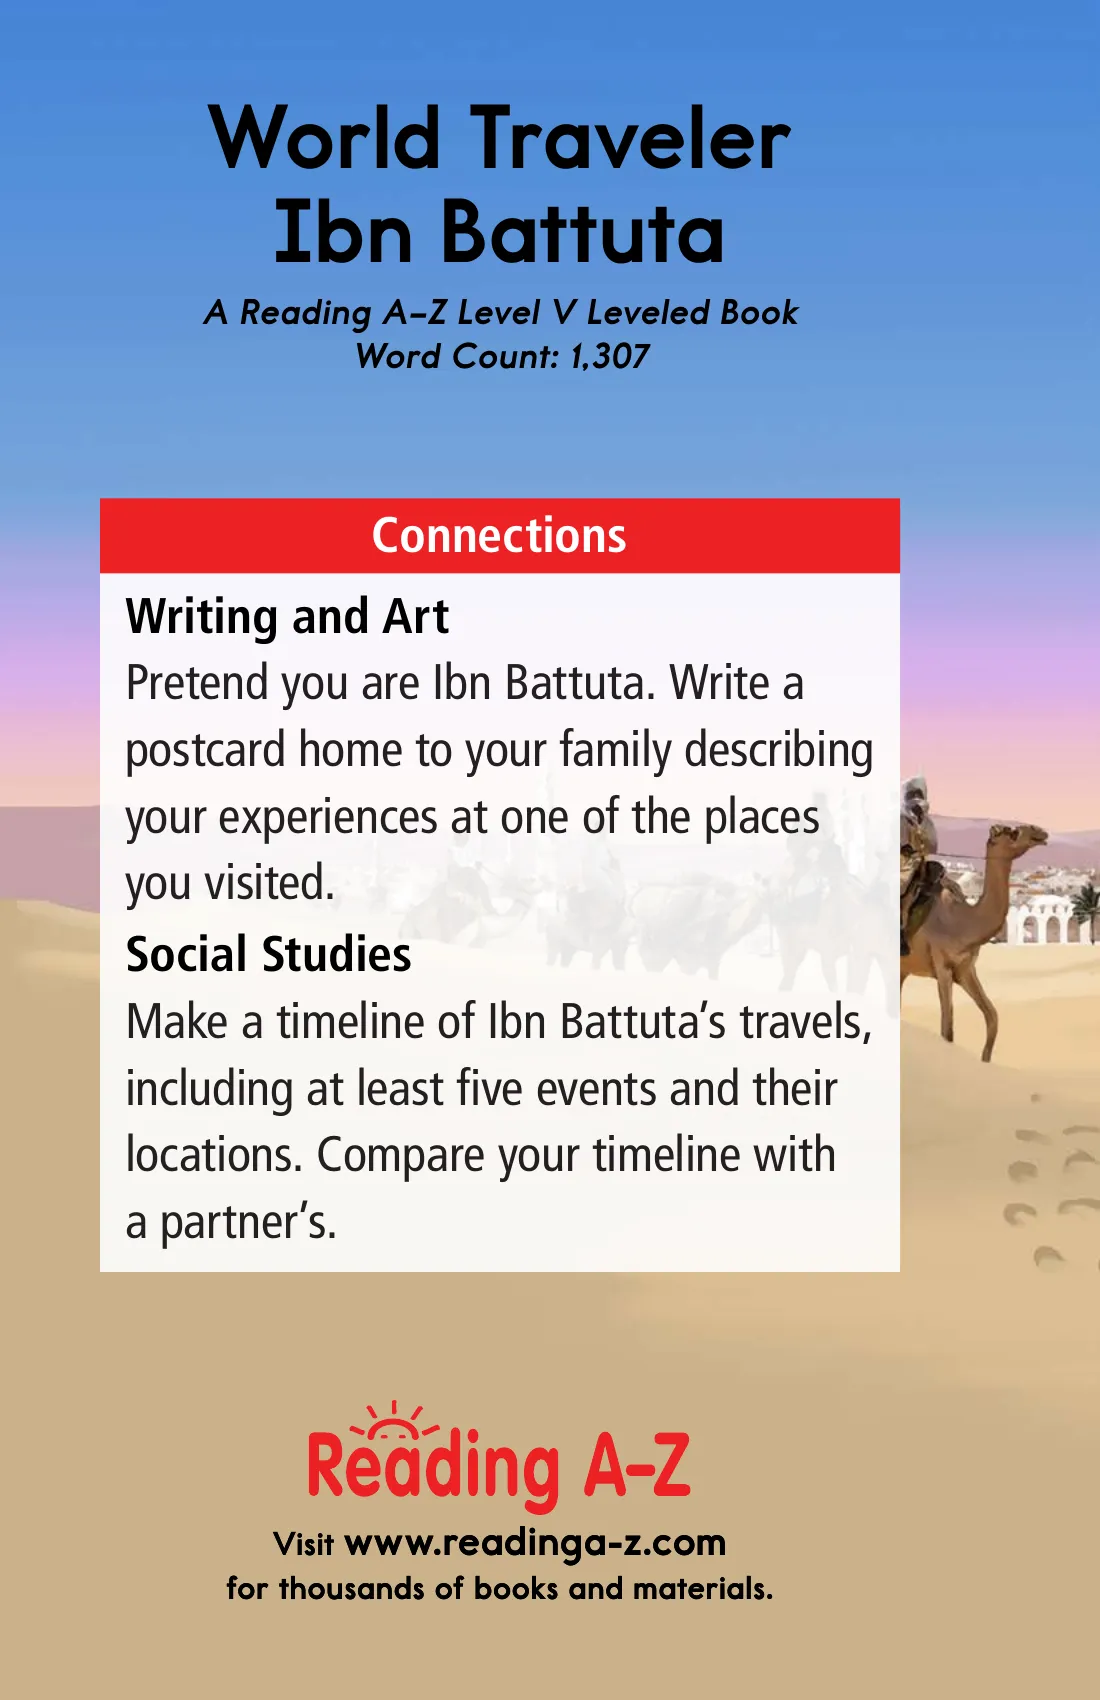 World Traveler
Ibn Battuta
A Reading A–Z Level V Leveled Book
Word Count: 1,307
Connections
Writing and Art
Pretend you are Ibn Battuta. Write a
postcard home to your family describing
your experiences at one of the places
you visited.
Social Studies
Make a timeline of Ibn Battuta’s travels,
including at least five events and their
locations. Compare your timeline with
a partner’s.
Reading A–Z
Visit www.readinga-z.com
for thousands of books and materials.